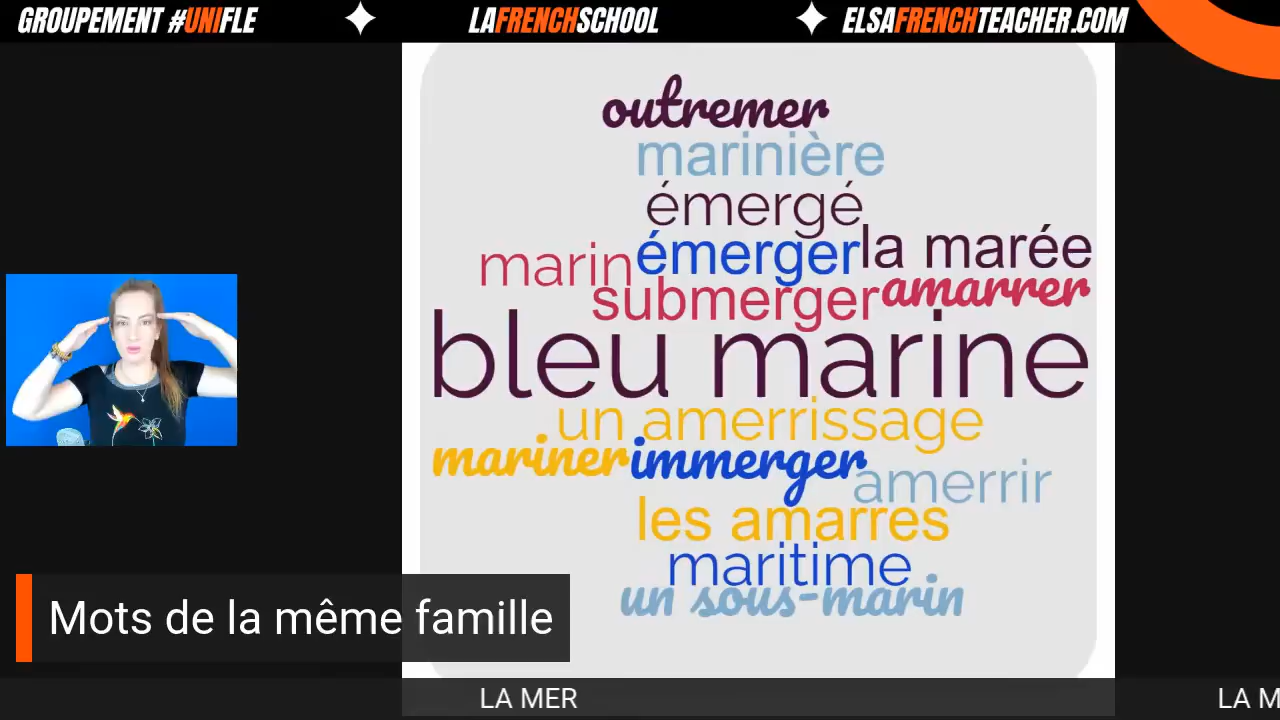 GROUPEMENT #UNIFLE
LAFRENCHSCHOOL
ELSAFRENCHTEACHER.COM
outremer
marinière
émergé
la marée
marin
émerger
submerger
amarrer
bleu marine
un amerrissage
mariner
immerger
amerrir
les amarres
maritime
un sous-marin
Mots de la même famille
LA MER
LA M